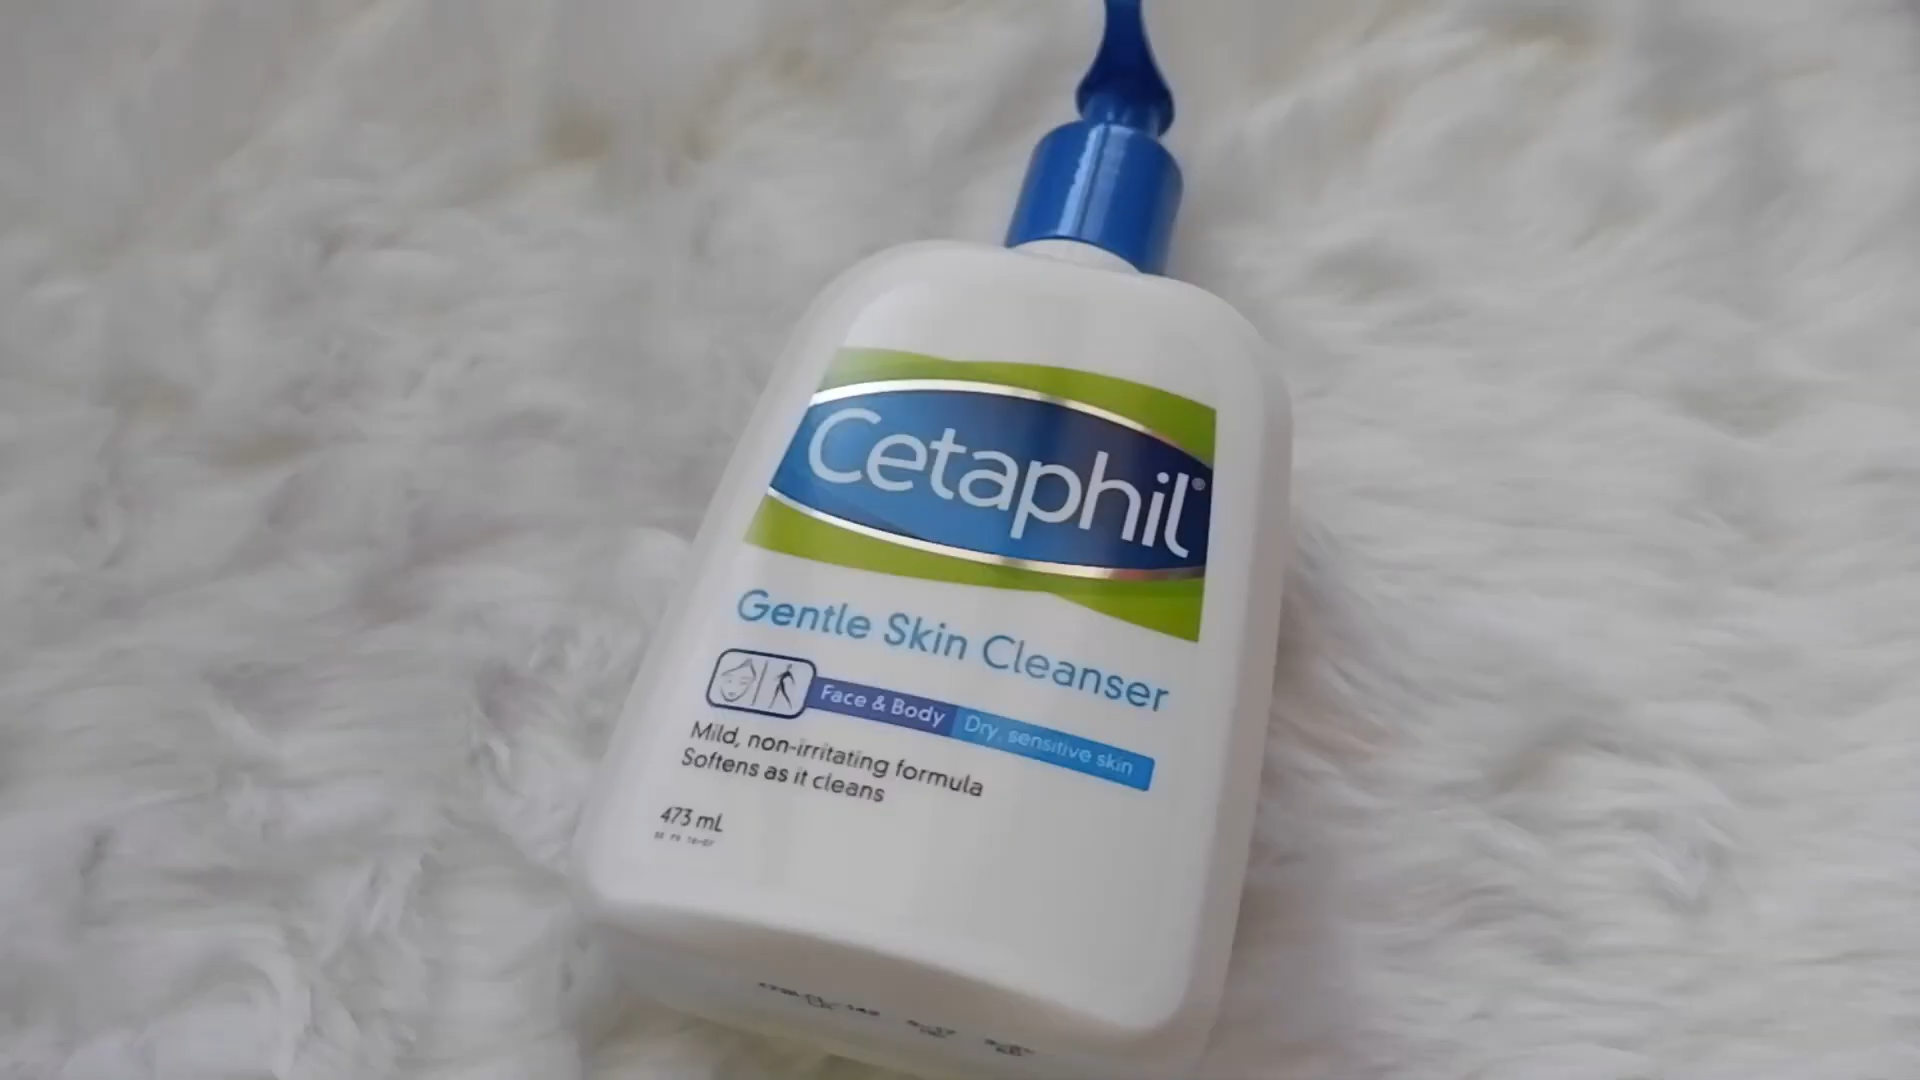 Cetaphil®
Gentle Skin Cleanser
Face & Body Dry, sensitive skin
Mild, non-irritating formula
Softens as it cleans
473 mL